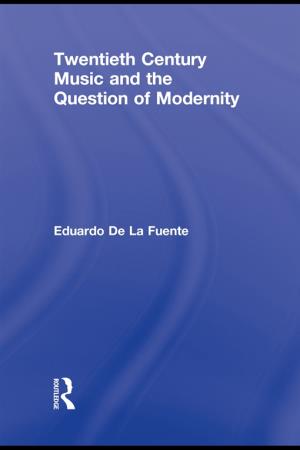 Twentieth Century
Music and the
Question of Modernity
Eduardo De La Fuente
ROUTLEDGE